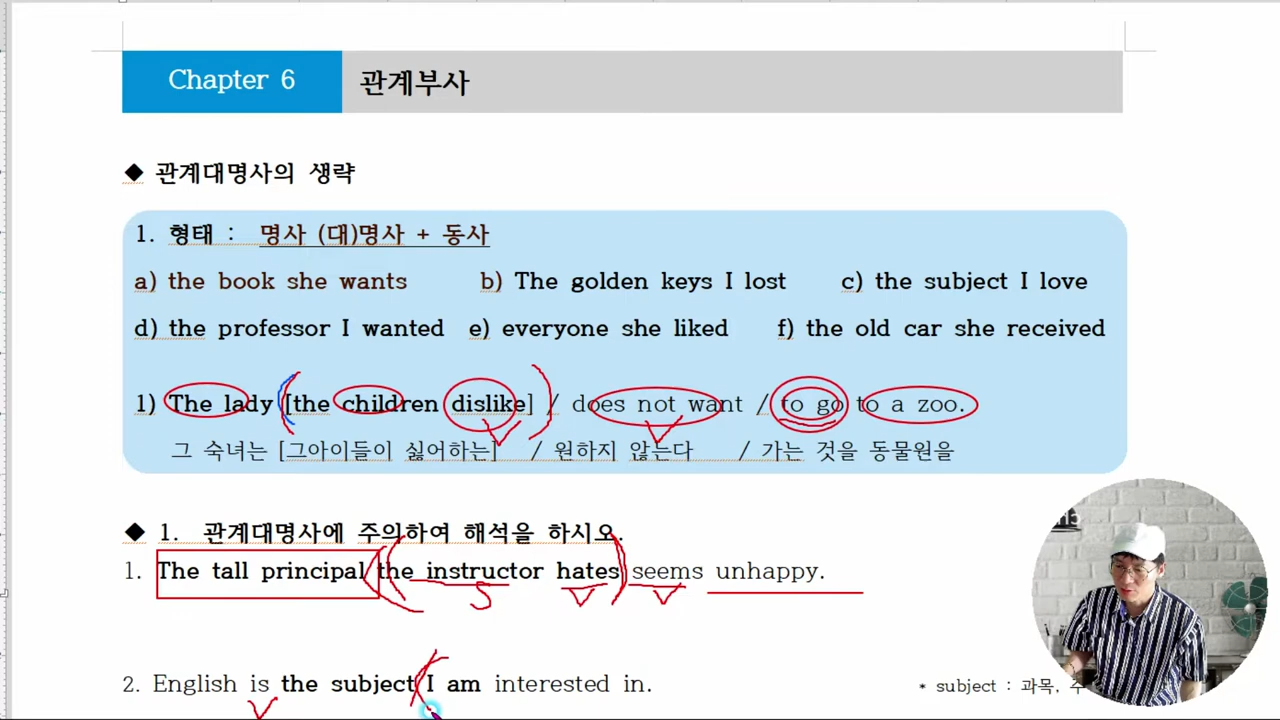 Chapter 6 관계부사
◆ 관계대명사의 생략
1. 형태 : 명사 (대)명사 + 동사
a) the book she wants b) The golden keys I lost c) the subject I love
d) the professor I wanted e) everyone she liked f) the old car she received
1) The lady [the children dislike] / does not want / to go to a zoo.
그 숙녀는 [그아이들이 싫어하는] / 원하지 않는다 / 가는 것을 동물원을
◆ 1. 관계대명사에 주의하여 해석을 하시오.
1. The tall principal the instructor hates seems unhappy.
S V V
2. English is the subject I am interested in.
* subject : 과목, 주
V